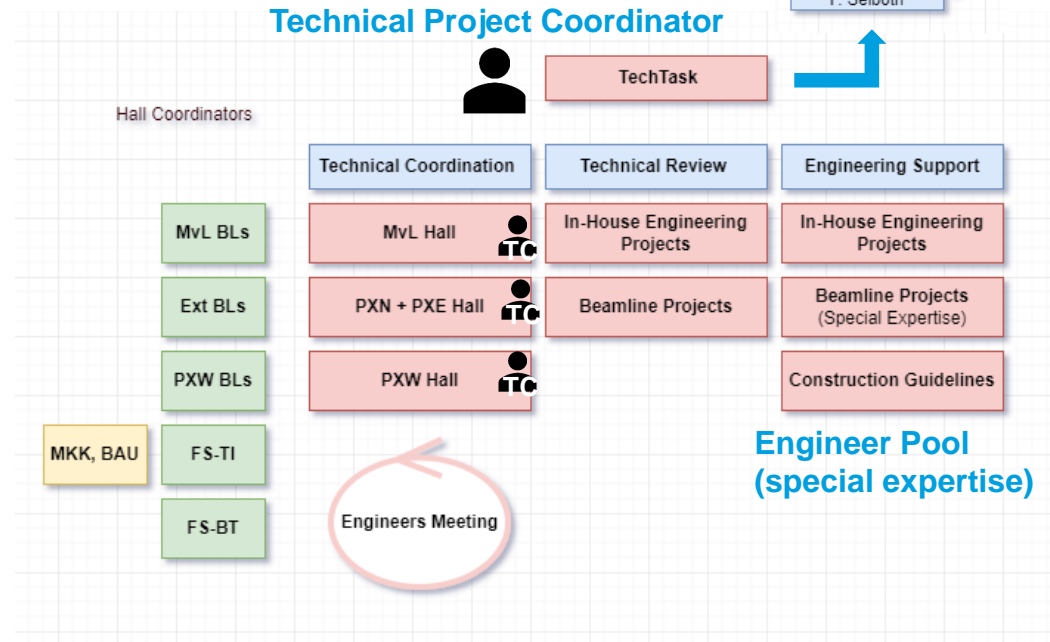 Technical Project Coordinator
TechTask
Hall Coordinators
Technical Coordination
Technical Review
Engineering Support
MvL BLs
MvL Hall
TC
In-House Engineering
Projects
In-House Engineering
Projects
Ext BLs
PXN + PXE Hall
TC
Beamline Projects
Beamline Projects
(Special Expertise)
PXW BLs
PXW Hall
TC
Construction Guidelines
MKK, BAU
FS-TI
Engineer Pool
(special expertise)
FS-BT
Engineers Meeting